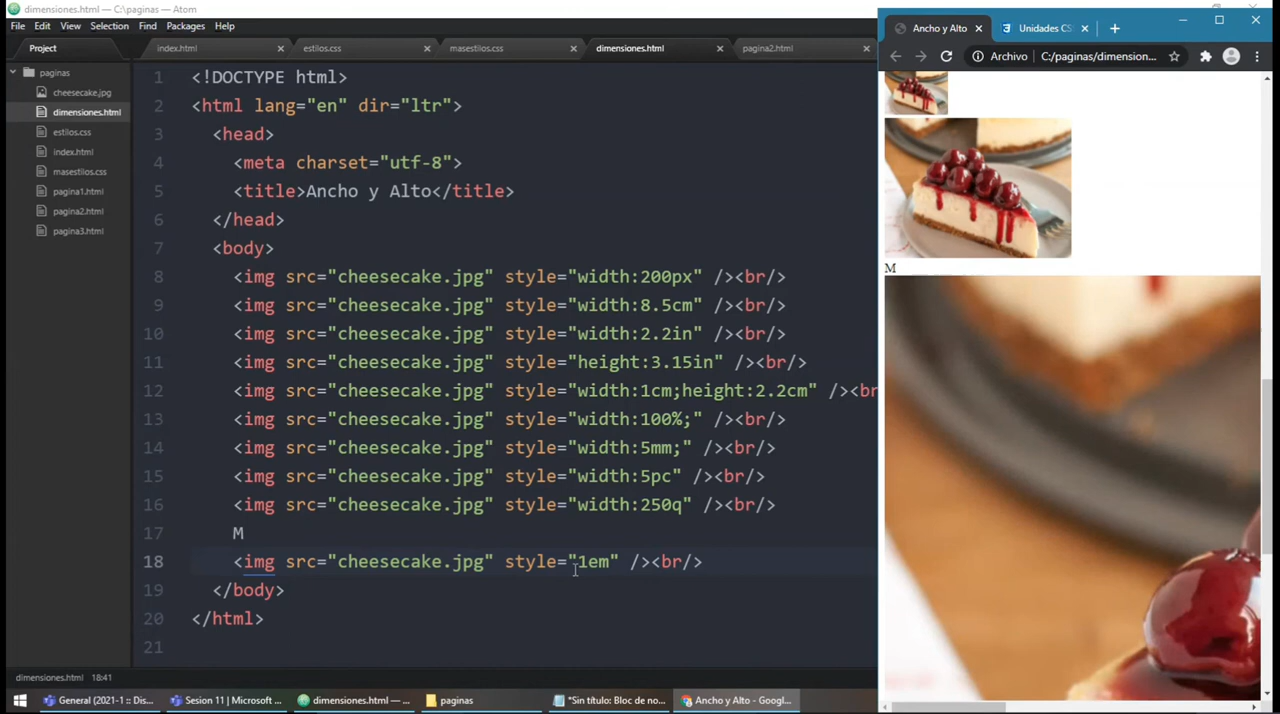 dimensiones.html — C:\paginas — Atom
File Edit View Selection Find Packages Help
Project
index.html
estilos.css
masestilos.css
dimensiones.html
pagina2.html
paginas
cheesecake.jpg
dimensiones.html
estilos.css
index.html
masestilos.css
pagina1.html
pagina2.html
pagina3.html
1 <!DOCTYPE html>
2 <html lang="en" dir="ltr">
3 <head>
4 <meta charset="utf-8">
5 <title>Ancho y Alto</title>
6 </head>
7 <body>
8 <img src="cheesecake.jpg" style="width:200px" /><br/>
9 <img src="cheesecake.jpg" style="width:8.5cm" /><br/>
10 <img src="cheesecake.jpg" style="width:2.2in" /><br/>
11 <img src="cheesecake.jpg" style="height:3.15in" /><br/>
12 <img src="cheesecake.jpg" style="width:1cm;height:2.2cm" /><br
13 <img src="cheesecake.jpg" style="width:100%;" /><br/>
14 <img src="cheesecake.jpg" style="width:5mm;" /><br/>
15 <img src="cheesecake.jpg" style="width:5pc" /><br/>
16 <img src="cheesecake.jpg" style="width:250q" /><br/>
17 M
18 <img src="cheesecake.jpg" style="1em" /><br/>
19 </body>
20 </html>
21
dimensiones.html 18:41
Ancho y Alto
Unidades CS
Archivo C:/paginas/dimension...
M
General (2021-1 :: Dis...
Sesion 11 | Microsoft ...
dimensiones.html — ...
paginas
*Sin título: Bloc de no...
Ancho y Alto - Googl...